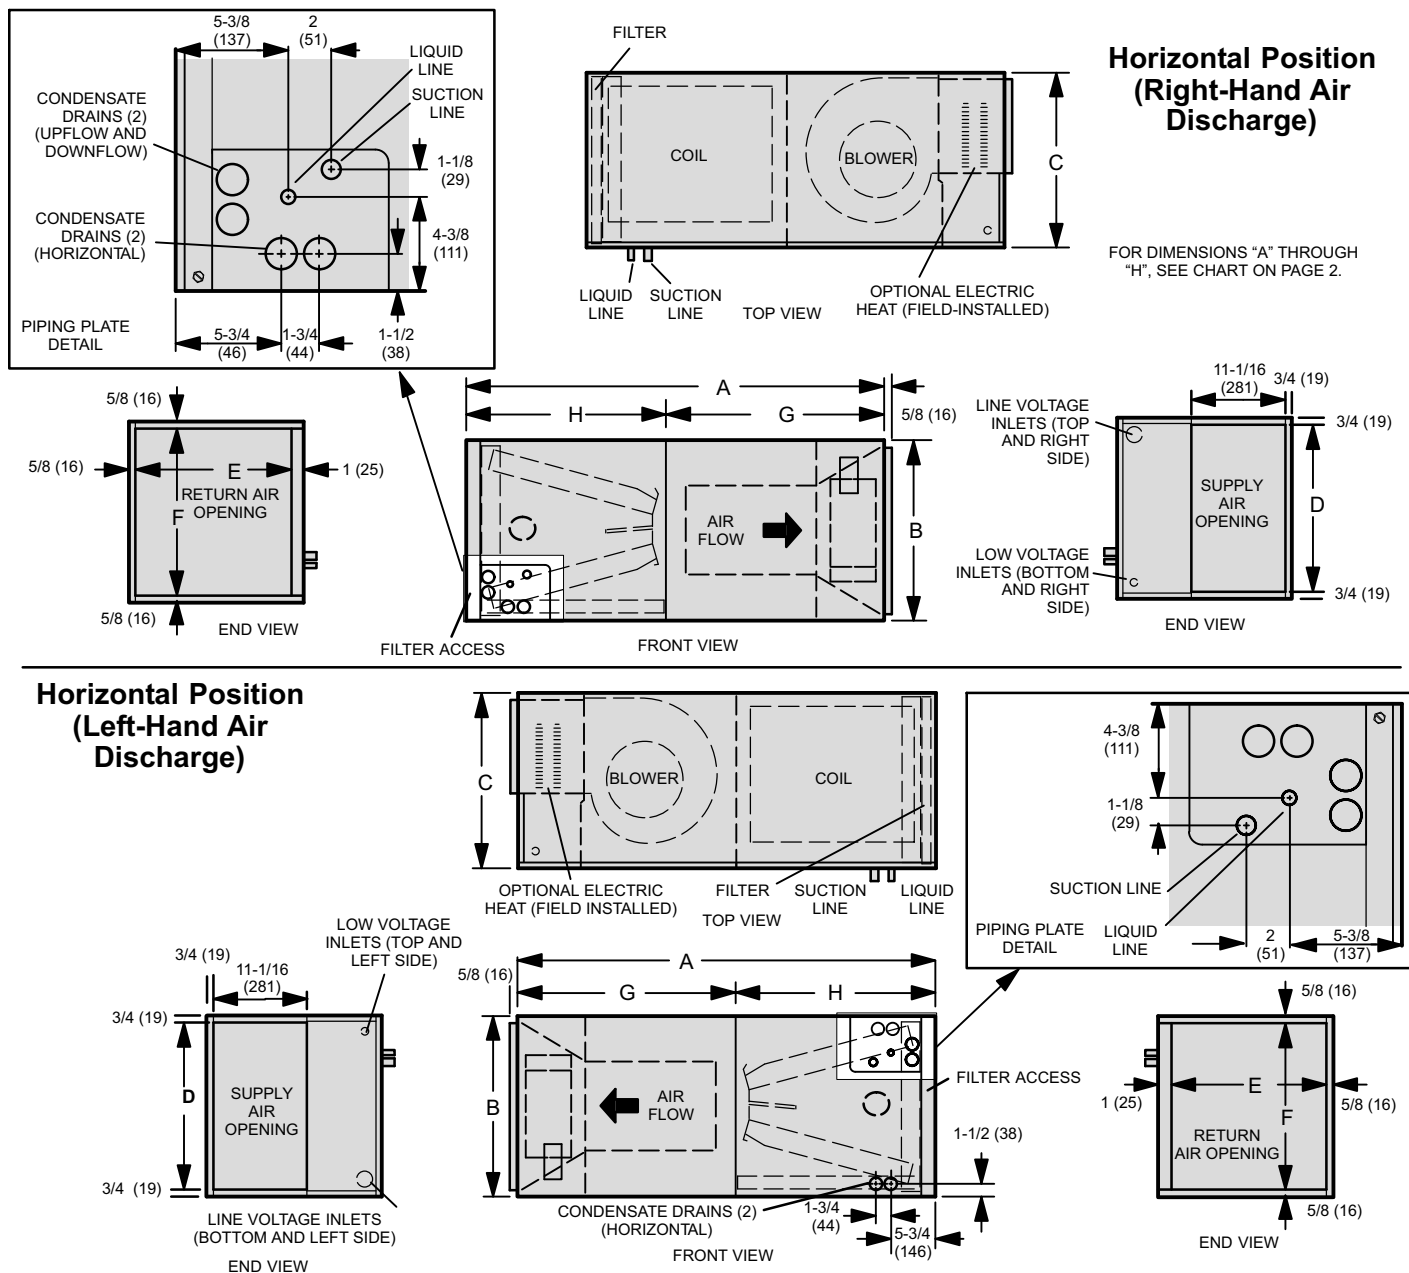 5-3/8
(137)
2
(51)
LIQUID
LINE
SUCTION
LINE
CONDENSATE
DRAINS (2)
(UPFLOW AND
DOWNFLOW)
1-1/8
(29)
CONDENSATE
DRAINS (2)
(HORIZONTAL)
4-3/8
(111)
PIPING PLATE
DETAIL
5-3/4
(46)
1-3/4
(44)
1-1/2
(38)
FILTER
COIL
BLOWER
C
LIQUID
LINE
SUCTION
LINE
TOP VIEW
OPTIONAL ELECTRIC
HEAT (FIELD-INSTALLED)
Horizontal Position
(Right-Hand Air
Discharge)
FOR DIMENSIONS “A” THROUGH
“H”, SEE CHART ON PAGE 2.
5/8 (16)
5/8 (16)
E
1 (25)
RETURN AIR
OPENING
F
5/8 (16)
END VIEW
A
H
G
5/8 (16)
AIR
FLOW
B
FILTER ACCESS
FRONT VIEW
11-1/16
(281)
3/4 (19)
LINE VOLTAGE
INLETS (TOP
AND RIGHT
SIDE)
3/4 (19)
SUPPLY
AIR
OPENING
D
LOW VOLTAGE
INLETS (BOTTOM
AND RIGHT
SIDE)
3/4 (19)
END VIEW
Horizontal Position
(Left-Hand Air
Discharge)
C
BLOWER
COIL
OPTIONAL ELECTRIC
HEAT (FIELD INSTALLED)
FILTER
TOP VIEW
SUCTION
LINE
LIQUID
LINE
4-3/8
(111)
1-1/8
(29)
SUCTION LINE
PIPING PLATE
DETAIL
LIQUID
LINE
2
(51)
5-3/8
(137)
LOW VOLTAGE
INLETS (TOP AND
LEFT SIDE)
3/4 (19)
11-1/16
(281)
3/4 (19)
D
SUPPLY
AIR
OPENING
3/4 (19)
LINE VOLTAGE INLETS
(BOTTOM AND LEFT SIDE)
END VIEW
5/8 (16)
A
G
H
B
AIR
FLOW
FILTER ACCESS
1-1/2 (38)
CONDENSATE DRAINS (2)
(HORIZONTAL)
1-3/4
(44)
5-3/4
(146)
FRONT VIEW
5/8 (16)
1 (25)
E
5/8 (16)
F
RETURN
AIR OPENING
5/8 (16)
END VIEW